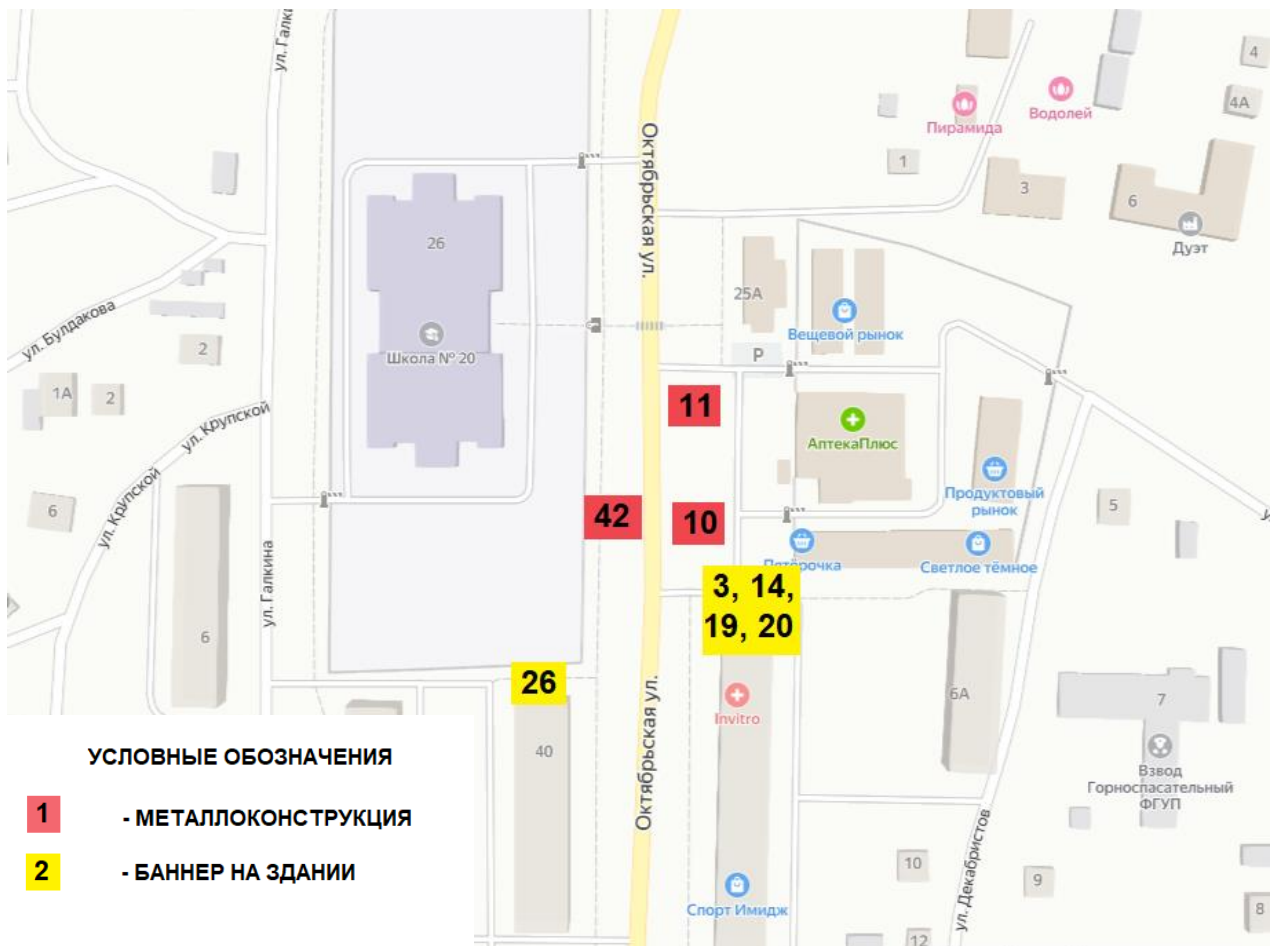 ул. Галки
4
Пирамида
Водолей
4А
Октябрьская ул.
1
3
6
Дуэт
26
25А
Вещевой рынок
ул. Булдакова
2
Школа № 20
P
1А
2
11
ул. Крупской
АптекаПлюс
ул. Крупской
6
42
10
Продуктовый
рынок
5
Пятёрочка
Светлое тёмное
ул. Галкина
3, 14,
19, 20
6
26
Октябрьская ул.
Invitro
6А
7
УСЛОВНЫЕ ОБОЗНАЧЕНИЯ
40
Взвод
Горноспасательный
ФГУП
1
- МЕТАЛЛОКОНСТРУКЦИЯ
ул. Декабристов
2
- БАННЕР НА ЗДАНИИ
10
9
Спорт Имидж
8
12